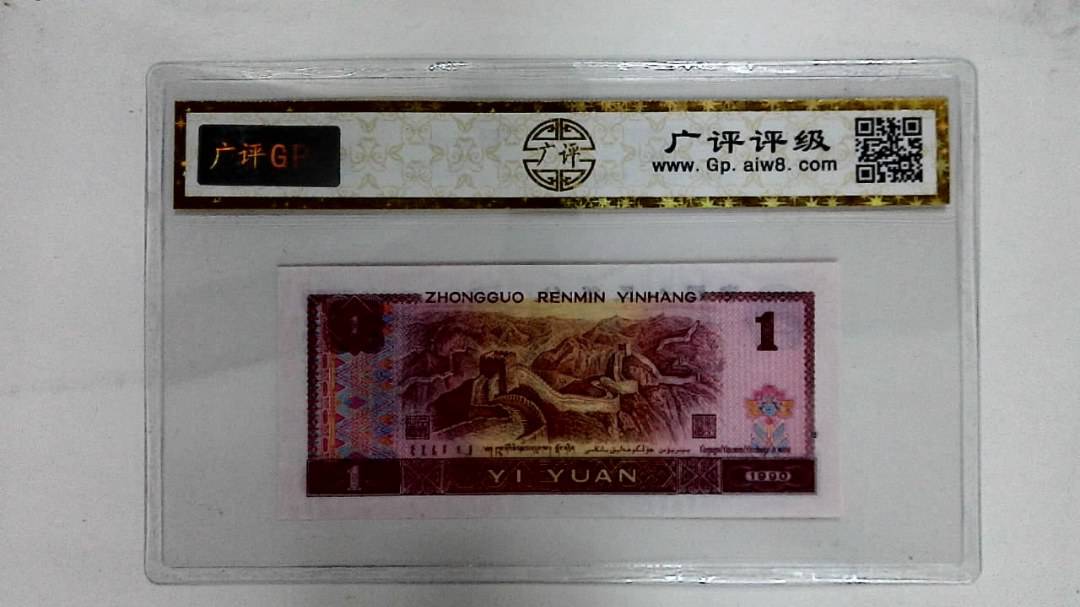 广评GP
广评
广评评级
www. Gp. aiw8. com
ZHONGGUO RENMIN YINHANG
1
1
YI YUAN
1990